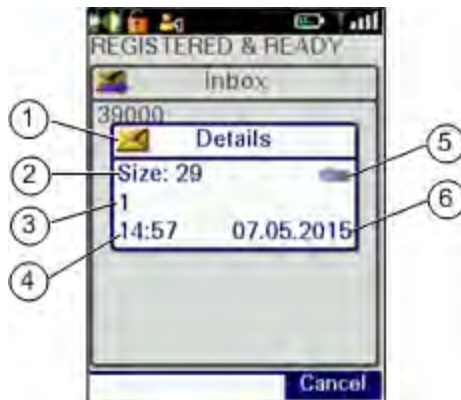 REGISTERED & READY
Inbox
39000
1
Details
5
2
Size: 29
6
3
1
4
14:57 07.05.2015
Cancel